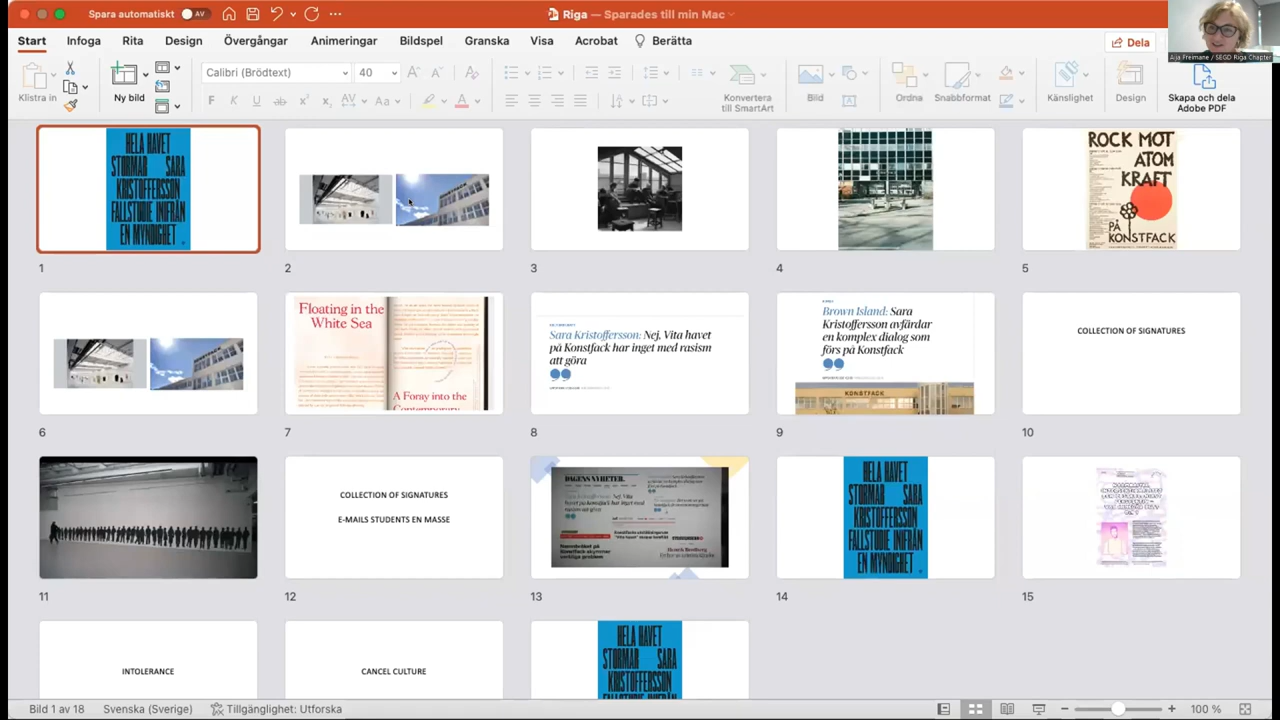 Spara automatiskt AV
Riga — Sparades till min Mac
Start Infoga Rita Design Övergångar Animeringar Bildspel Granska Visa Acrobat Berätta
Dela
Aija Freimane / SEGD Riga Chapter
Klistra in
Ny bild
Calibri (Brödtext) 40
F K U ab x² x₂ AV Aa A
Konvertera
till SmartArt
Bild
Ordna
Snabbformat
Känslighet
Design
Skapa och dela
Adobe PDF
HELA HAVET
STORMAR SARA
KRISTOFFERSSON
FALLSTUDIE INIFRÅN
EN MYNDIGHET
ROCK MOT
ATOM
KRAFT
PÅ
KONSTFACK
1 2 3 4 5
Floating in the
White Sea
A Foray into the
Contemporary
Sara Kristoffersson: Nej, Vita havet
på Konstfack har inget med rasism
att göra
Brown Island: Sara
Kristoffersson avfärdar
en komplex dialog som
förs på Konstfack
KONSTFACK
COLLECTION OF SIGNATURES
6 7 8 9 10
COLLECTION OF SIGNATURES
E-MAILS STUDENTS EN MASSE
DAGENS NYHETER.
HELA HAVET
STORMAR SARA
KRISTOFFERSSON
FALLSTUDIE INIFRÅN
EN MYNDIGHET
11 12 13 14 15
INTOLERANCE
CANCEL CULTURE
HELA HAVET
STORMAR SARA
KRISTOFFERSSON
Bild 1 av 18 Svenska (Sverige) Tillgänglighet: Utforska 100 %